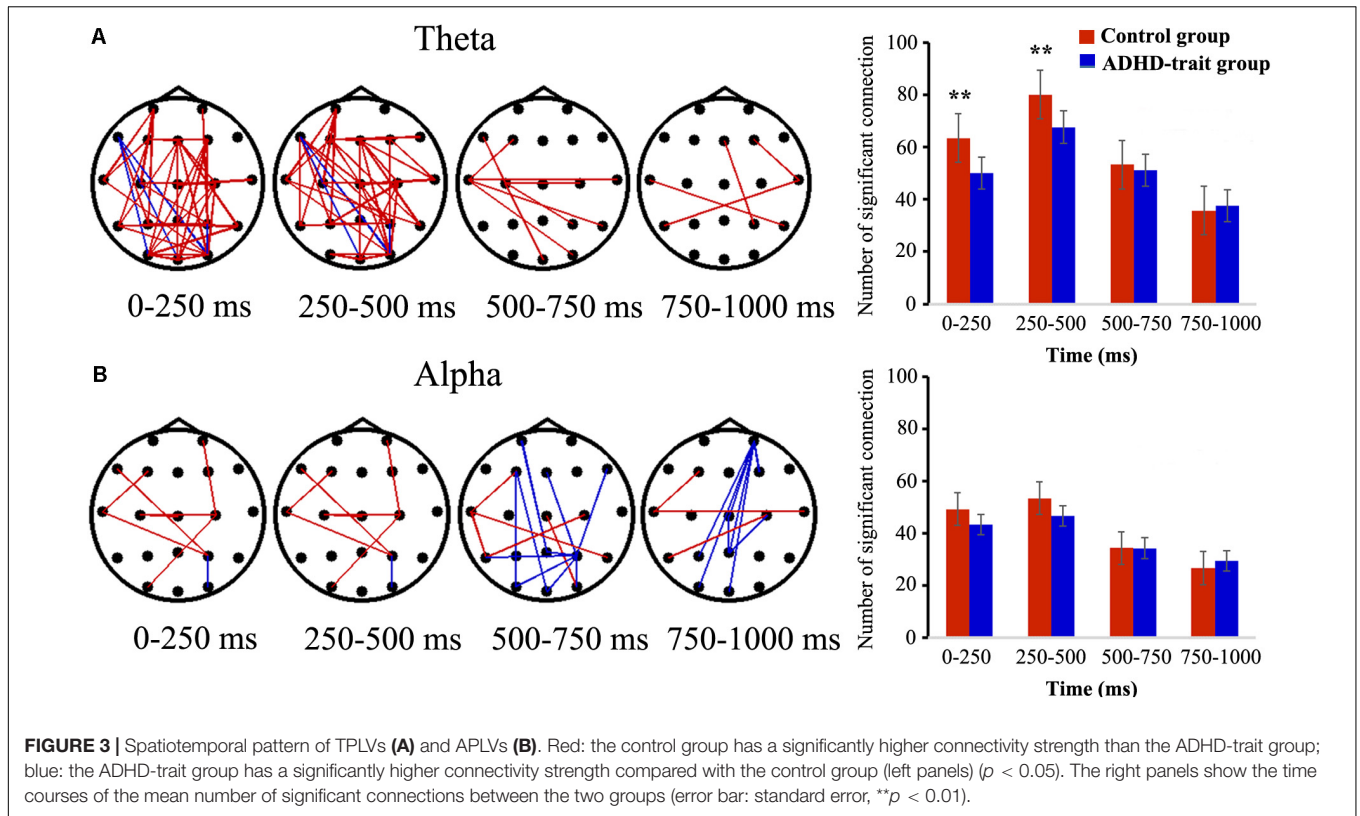 A
Theta
0-250 ms
250-500 ms
500-750 ms
750-1000 ms
Number of significant connection
100
80
60
40
20
0
**
**
Control group
ADHD-trait group
0-250
250-500
500-750
750-1000
Time (ms)
B
Alpha
0-250 ms
250-500 ms
500-750 ms
750-1000 ms
Number of significant connection
100
80
60
40
20
0
0-250
250-500
500-750
750-1000
Time (ms)
FIGURE 3 | Spatiotemporal pattern of TPLVs (A) and APLVs (B). Red: the control group has a significantly higher connectivity strength than the ADHD-trait group;
blue: the ADHD-trait group has a significantly higher connectivity strength compared with the control group (left panels) (p < 0.05). The right panels show the time
courses of the mean number of significant connections between the two groups (error bar: standard error, **p < 0.01).